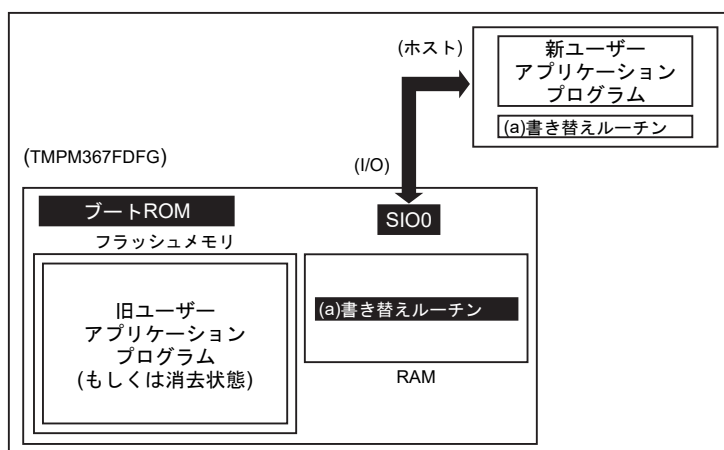 (ホスト)
新ユーザー
アプリケーション
プログラム
(a)書き替えルーチン
(TMPM367FDFG)
(I/O)
ブートROM
SIO0
フラッシュメモリ
旧ユーザー
アプリケーション
プログラム
(もしくは消去状態)
(a)書き替えルーチン
RAM